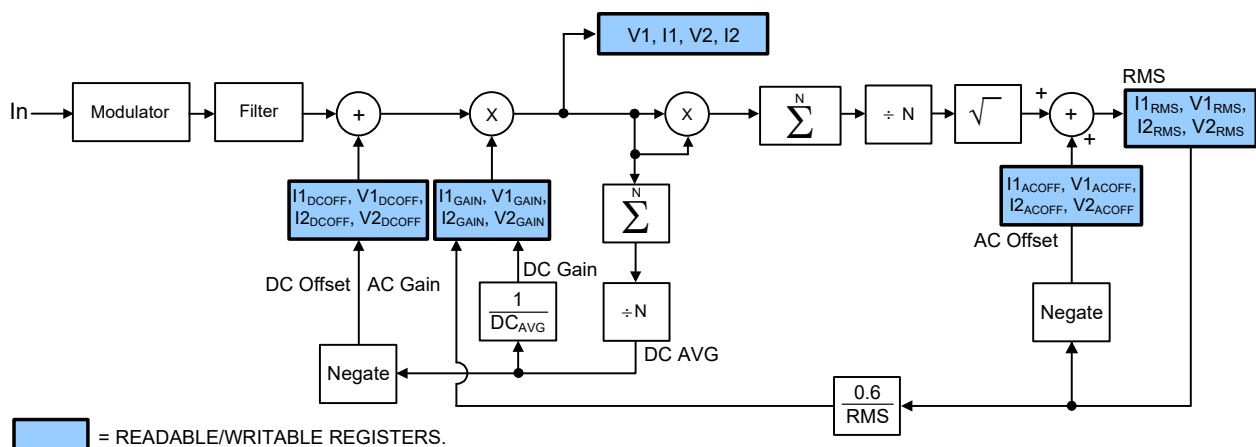 V1, I1, V2, I2
RMS
In
Modulator
Filter
+
X
X
N
∑
÷ N
√
+
+
+
I1RMS, V1RMS,
I2RMS, V2RMS
I1DCOFF, V1DCOFF,
I2DCOFF, V2DCOFF
I1GAIN, V1GAIN,
I2GAIN, V2GAIN
N
∑
I1ACOFF, V1ACOFF,
I2ACOFF, V2ACOFF
AC Offset
DC Offset
AC Gain
DC Gain
1
DCAVG
÷N
Negate
DC AVG
Negate
0.6
RMS
= READABLE/WRITABLE REGISTERS.